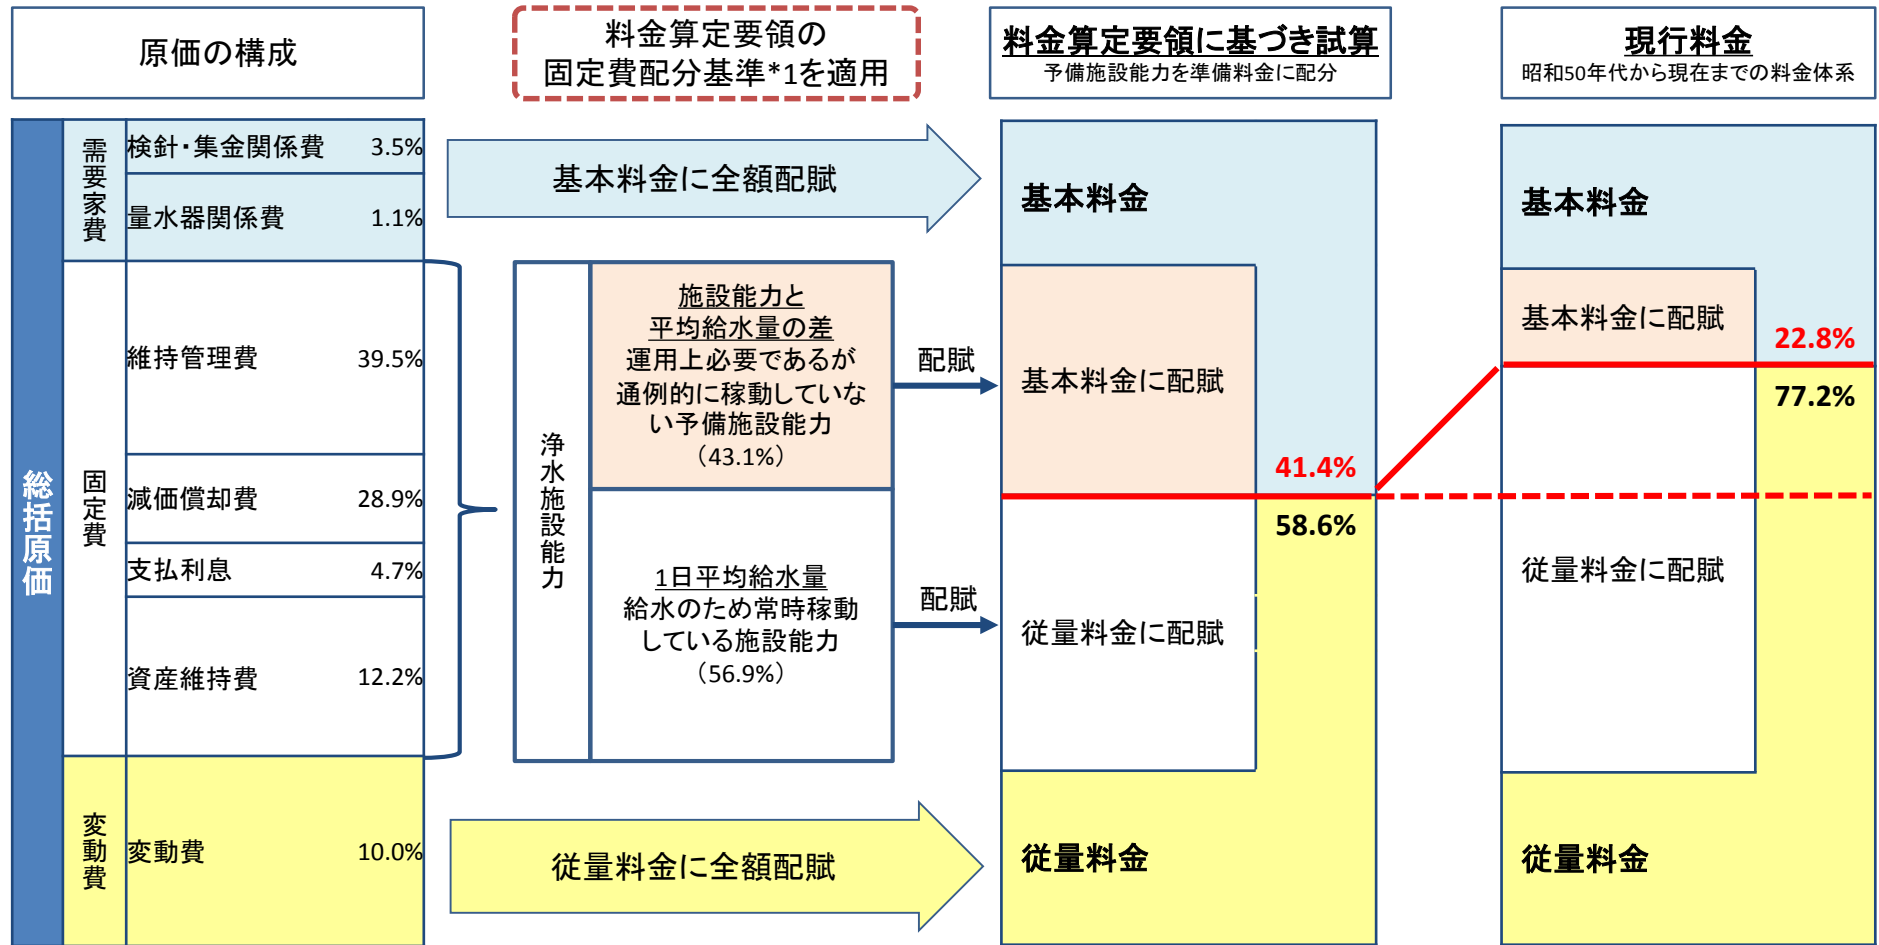 原価の構成
料金算定要領の
固定費配分基準*1を適用
料金算定要領に基づき試算
予備施設能力を準備料金に配分
現行料金
昭和50年代から現在までの料金体系
総括原価
需要家費
検針・集金関係費 3.5%
量水器関係費 1.1%
固定費
維持管理費 39.5%
減価償却費 28.9%
支払利息 4.7%
資産維持費 12.2%
変動費
変動費 10.0%
基本料金に全額配賦
浄水施設能力
施設能力と
平均給水量の差
運用上必要であるが
通例的に稼動していな
い予備施設能力
（43.1%）
配賦
1日平均給水量
給水のため常時稼動
している施設能力
（56.9%）
配賦
従量料金に全額配賦
基本料金
基本料金に配賦
41.4%
58.6%
従量料金に配賦
従量料金
基本料金
基本料金に配賦
22.8%
77.2%
従量料金に配賦
従量料金